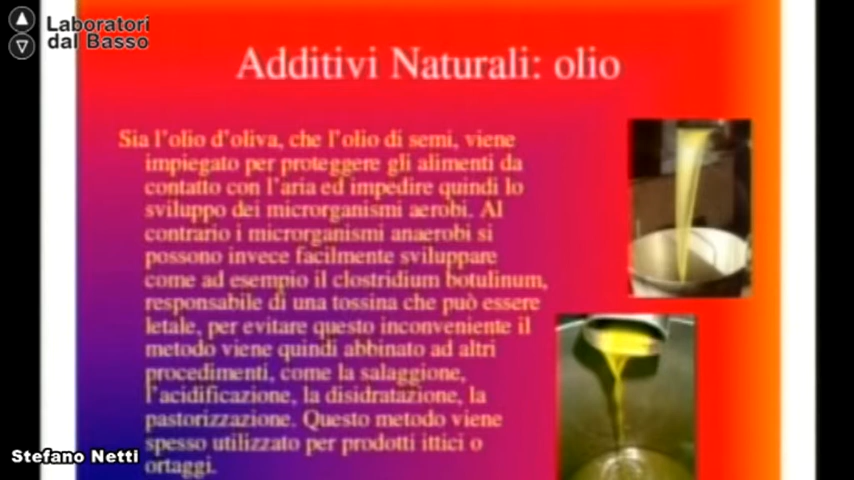 Laboratori
dal Basso
Additivi Naturali: olio
Sia l'olio d'oliva, che l'olio di semi, viene
impiegato per proteggere gli alimenti da
contatto con l'aria ed impedire quindi lo
sviluppo dei microrganismi aerobi. Al
contrario i microrganismi anaerobi si
possono invece facilmente sviluppare
come ad esempio il clostridium botulinum,
responsabile di una tossina che può essere
letale, per evitare questo inconveniente il
metodo viene quindi abbinato ad altri
procedimenti, come la salaggione,
l'acidificazione, la disidratazione, la
pastorizzazione. Questo metodo viene
spesso utilizzato per prodotti ittici o
ortaggi.
Stefano Netti